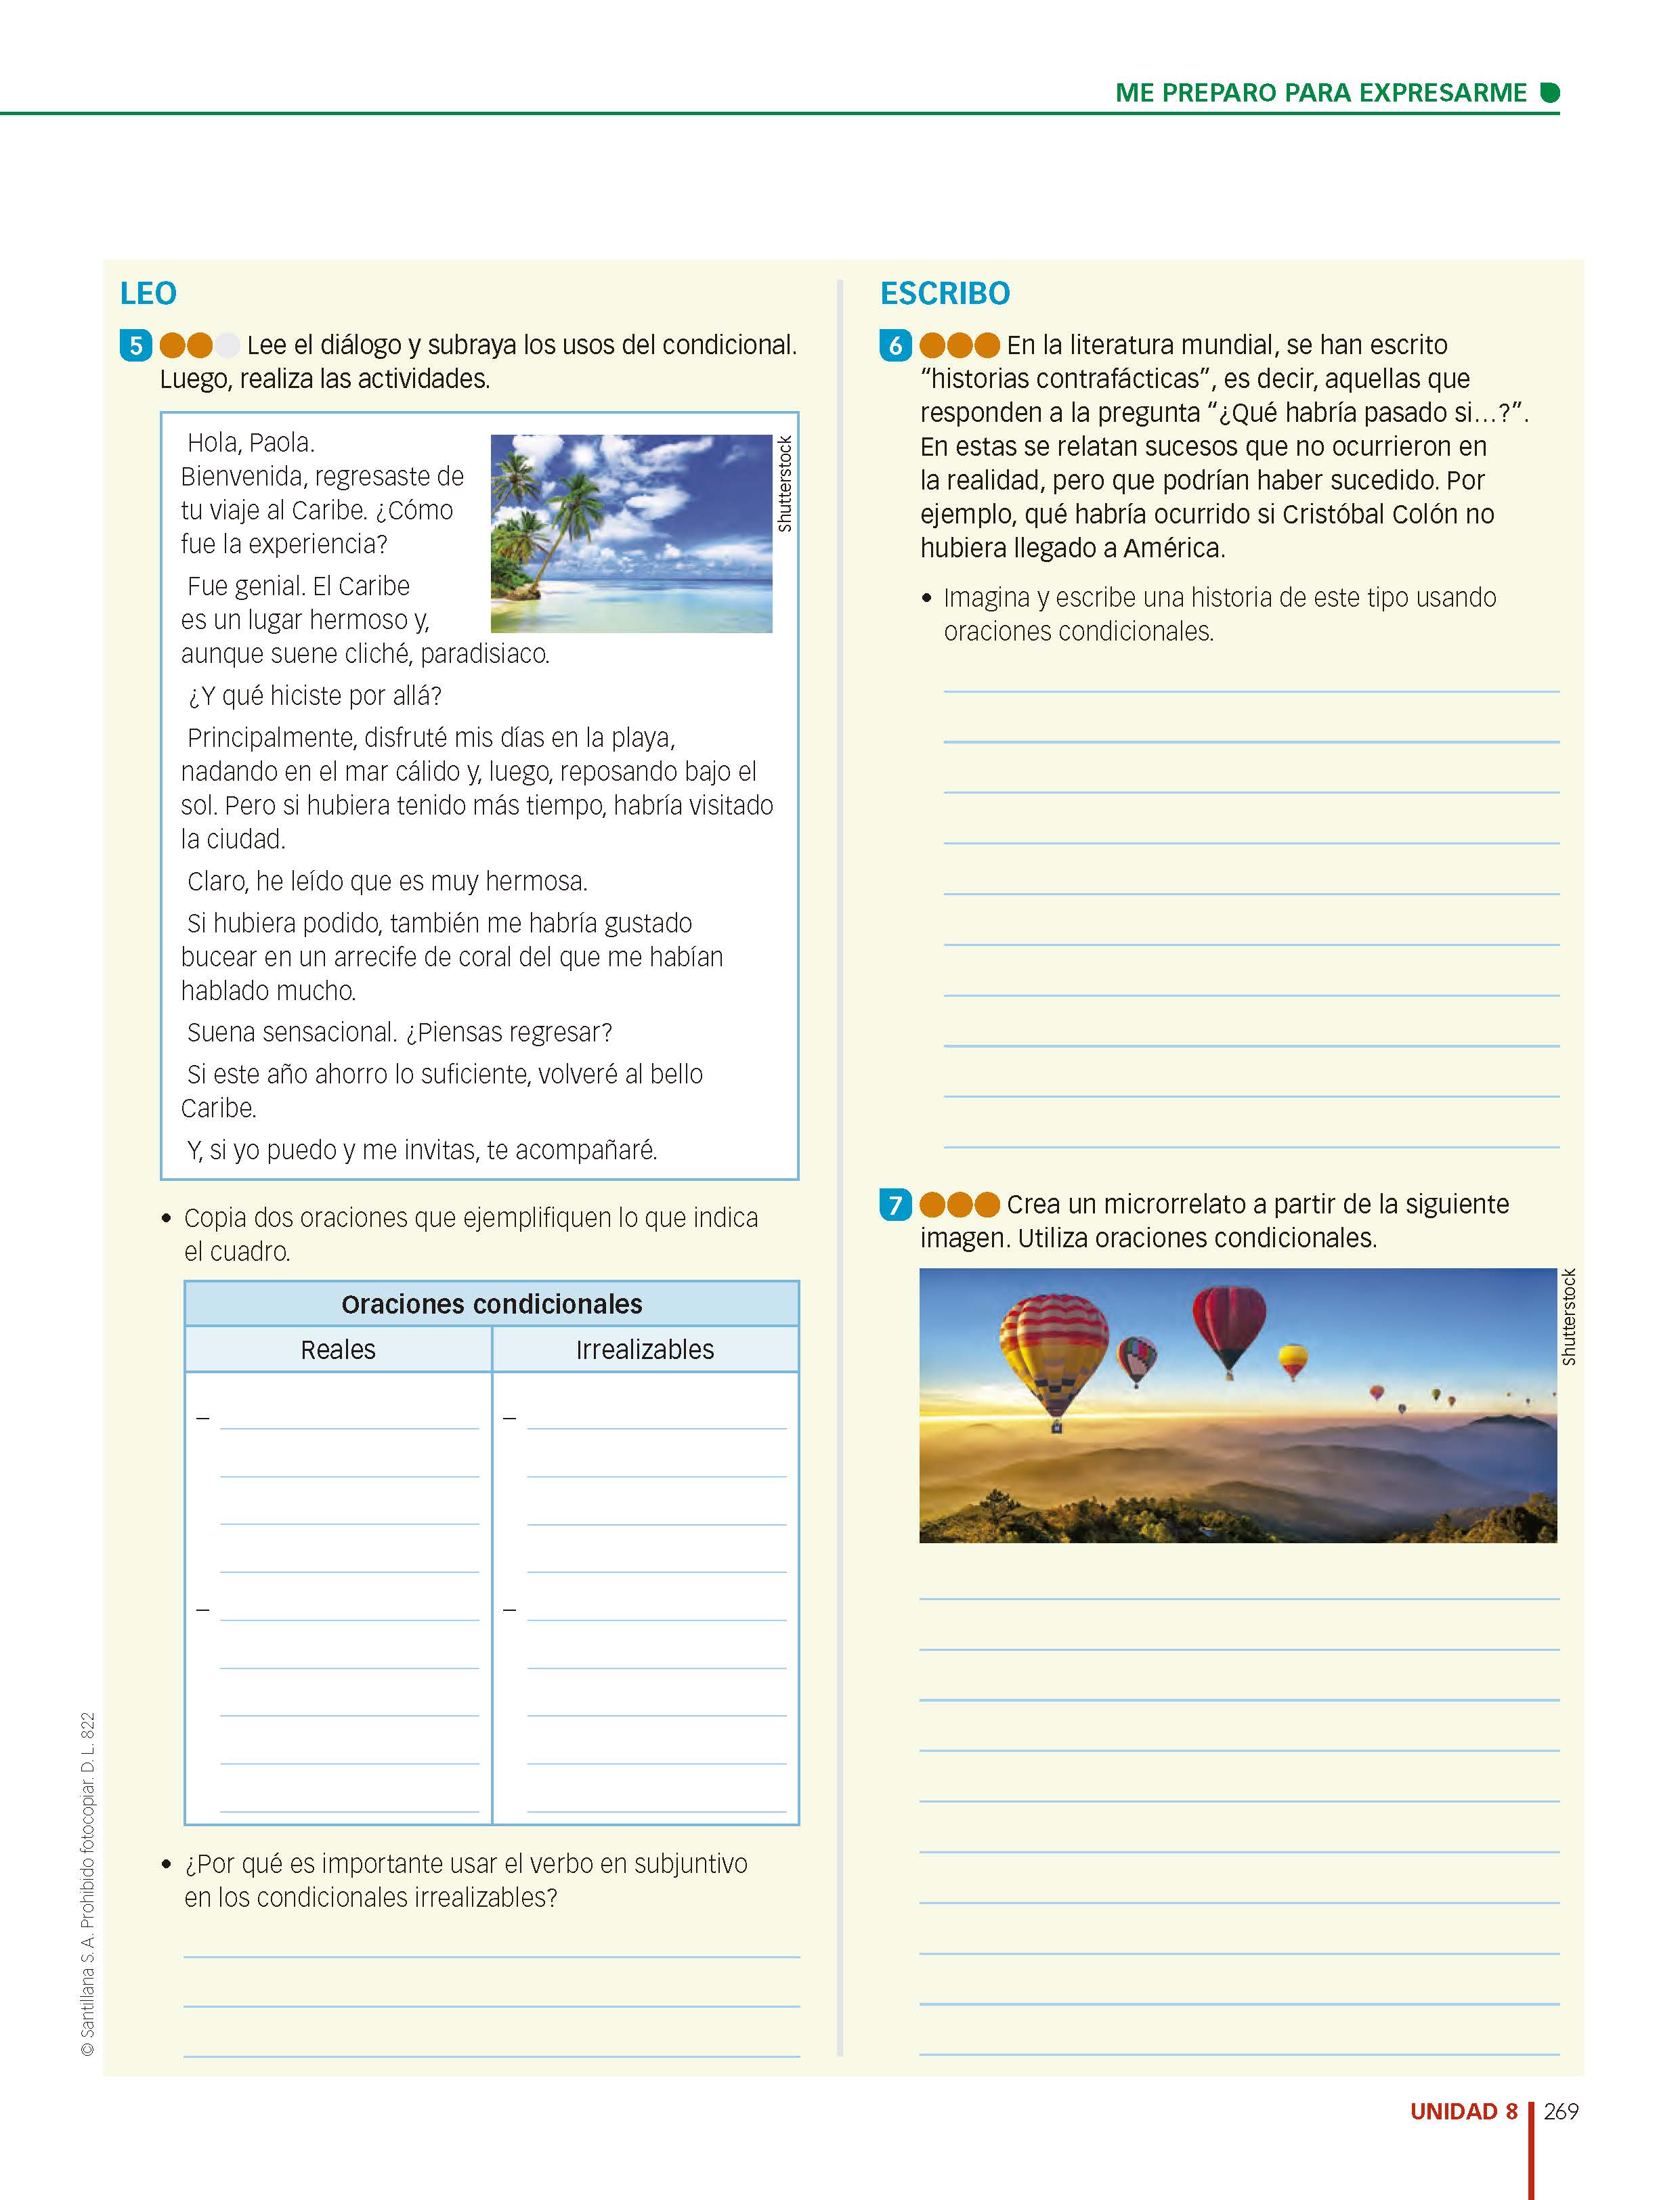 ME PREPARO PARA EXPRESARME
LEO
5 Lee el diálogo y subraya los usos del condicional.
Luego, realiza las actividades.
Hola, Paola.
Bienvenida, regresaste de
tu viaje al Caribe. ¿Cómo
fue la experiencia?
Fue genial. El Caribe
es un lugar hermoso y,
aunque suene cliché, paradisiaco.
¿Y qué hiciste por allá?
Principalmente, disfruté mis días en la playa,
nadando en el mar cálido y, luego, reposando bajo el
sol. Pero si hubiera tenido más tiempo, habría visitado
la ciudad.
Claro, he leído que es muy hermosa.
Si hubiera podido, también me habría gustado
bucear en un arrecife de coral del que me habían
hablado mucho.
Suena sensacional. ¿Piensas regresar?
Si este año ahorro lo suficiente, volveré al bello
Caribe.
Y, si yo puedo y me invitas, te acompañaré.
Shutterstock
• Copia dos oraciones que ejemplifiquen lo que indica
el cuadro.
Oraciones condicionales
Reales Irrealizables
– –
– –
• ¿Por qué es importante usar el verbo en subjuntivo
en los condicionales irrealizables?
ESCRIBO
6 En la literatura mundial, se han escrito
“historias contrafácticas”, es decir, aquellas que
responden a la pregunta “¿Qué habría pasado si…?”.
En estas se relatan sucesos que no ocurrieron en
la realidad, pero que podrían haber sucedido. Por
ejemplo, qué habría ocurrido si Cristóbal Colón no
hubiera llegado a América.
• Imagina y escribe una historia de este tipo usando
oraciones condicionales.
7 Crea un microrrelato a partir de la siguiente
imagen. Utiliza oraciones condicionales.
Shutterstock
© Santillana S. A. Prohibido fotocopiar. D. L. 822
UNIDAD 8 269